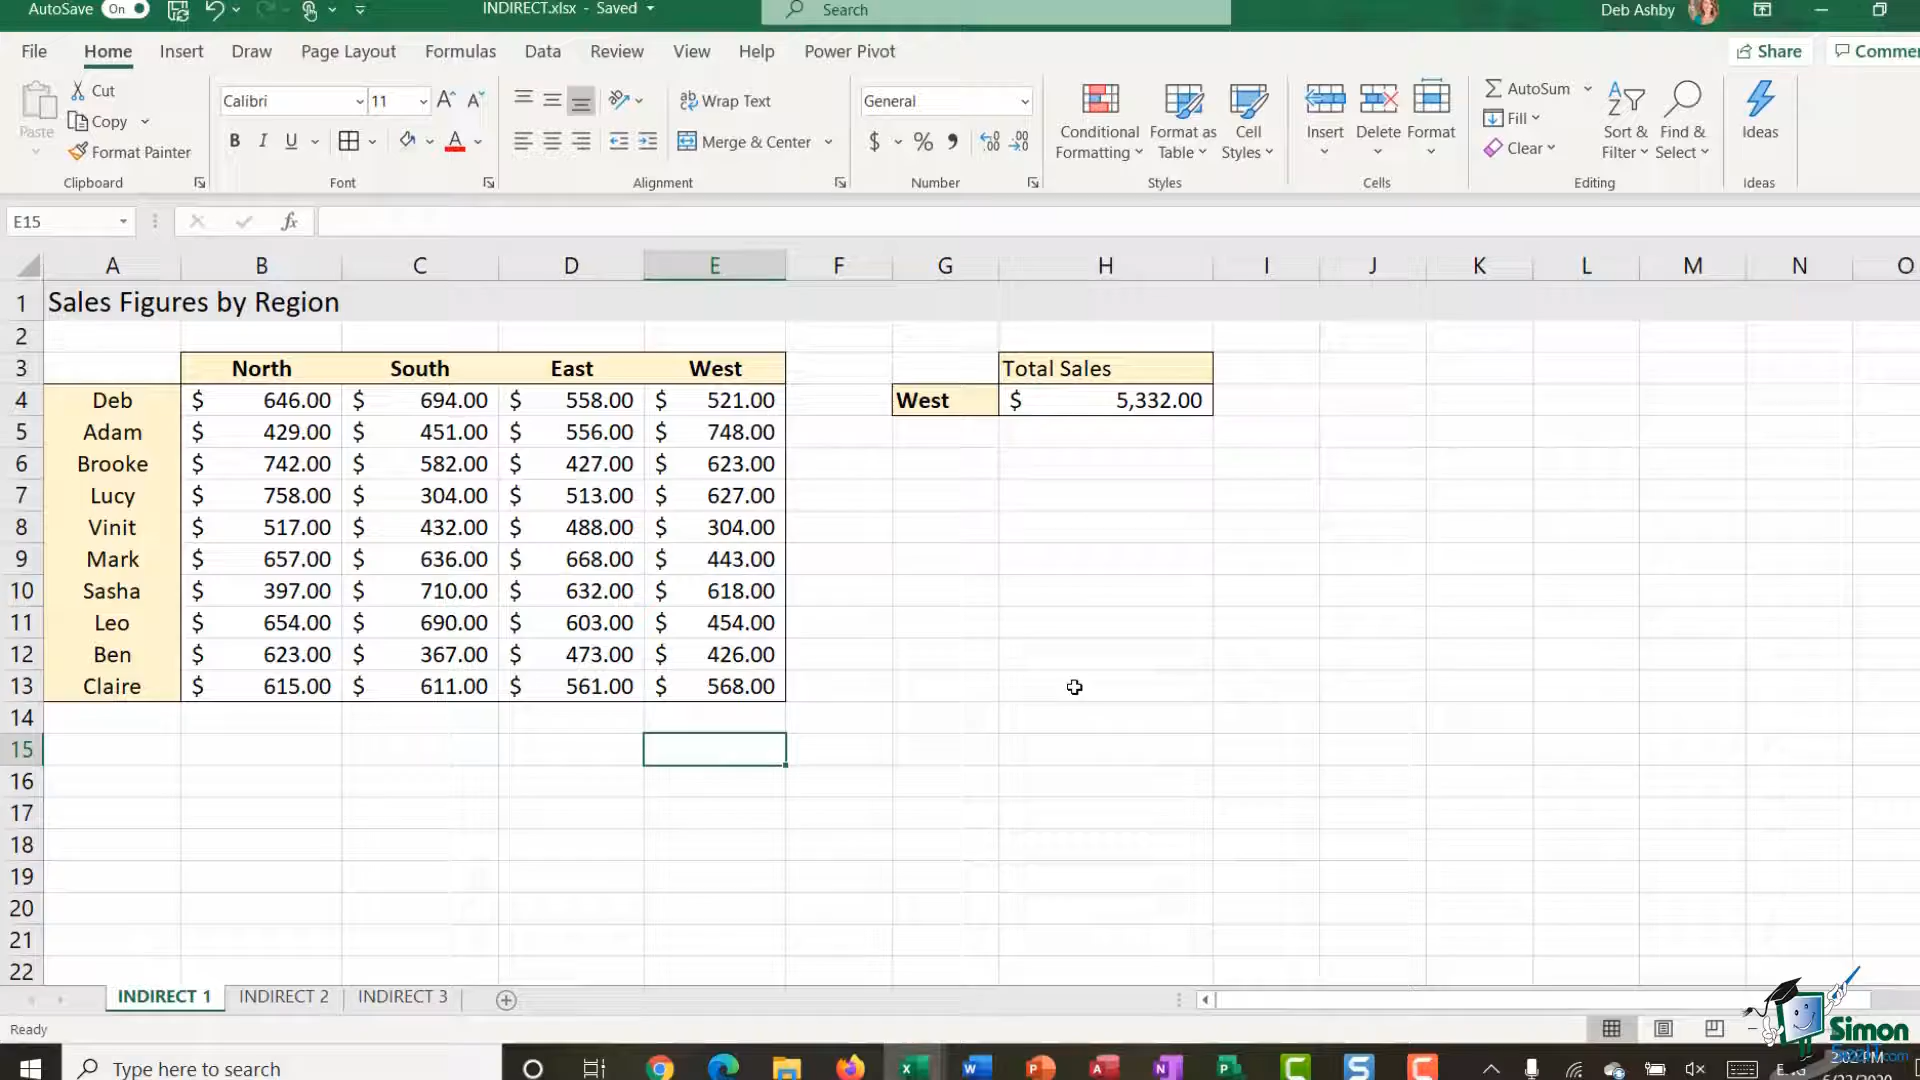 AutoSave On INDIRECT.xlsx - Saved Search Deb Ashby
File Home Insert Draw Page Layout Formulas Data Review View Help Power Pivot Share
Paste Cut Copy Format Painter Clipboard
Calibri 11 A A B I U A Font
ab Wrap Text Merge & Center Alignment
General $ % 9 Number
Conditional Formatting Format as Table Cell Styles Styles
Insert Delete Format Cells
AutoSum Fill Clear Sort & Filter Find & Select Editing
Ideas Ideas
E15 fx
A B C D E F G H I J K L M N O
1 Sales Figures by Region
2
3 North South East West Total Sales
4 Deb $ 646.00 $ 694.00 $ 558.00 $ 521.00 West $ 5,332.00
5 Adam $ 429.00 $ 451.00 $ 556.00 $ 748.00
6 Brooke $ 742.00 $ 582.00 $ 427.00 $ 623.00
7 Lucy $ 758.00 $ 304.00 $ 513.00 $ 627.00
8 Vinit $ 517.00 $ 432.00 $ 488.00 $ 304.00
9 Mark $ 657.00 $ 636.00 $ 668.00 $ 443.00
10 Sasha $ 397.00 $ 710.00 $ 632.00 $ 618.00
11 Leo $ 654.00 $ 690.00 $ 603.00 $ 454.00
12 Ben $ 623.00 $ 367.00 $ 473.00 $ 426.00
13 Claire $ 615.00 $ 611.00 $ 561.00 $ 568.00
14
15
16
17
18
19
20
21
22
INDIRECT 1 INDIRECT 2 INDIRECT 3
Ready
Simon
Type here to search